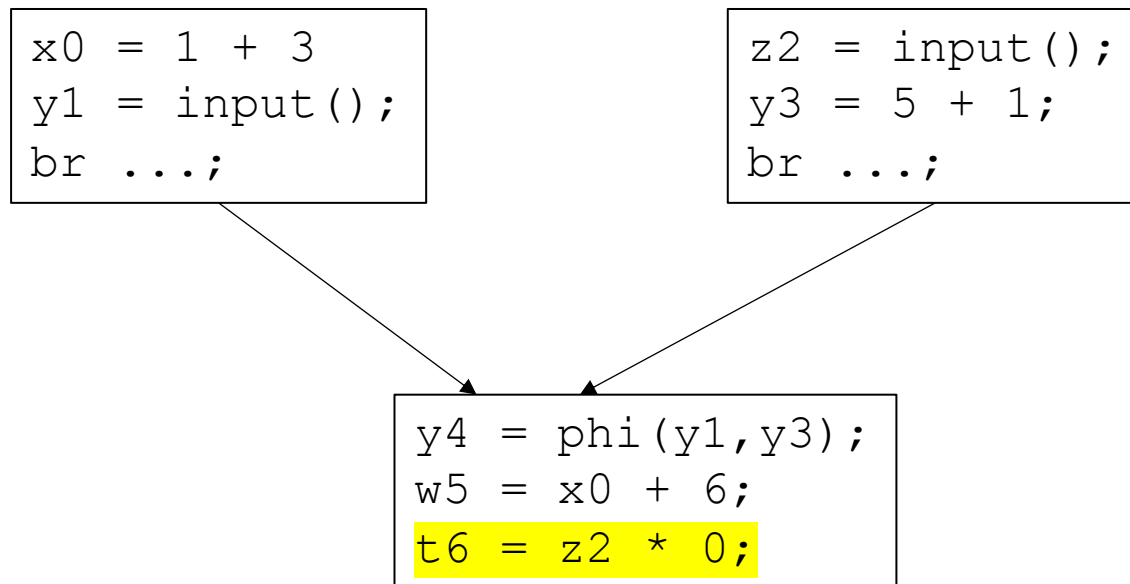 x0 = 1 + 3
y1 = input();
br ...;
z2 = input();
y3 = 5 + 1;
br ...;
y4 = phi(y1,y3);
w5 = x0 + 6;
t6 = z2 * 0;